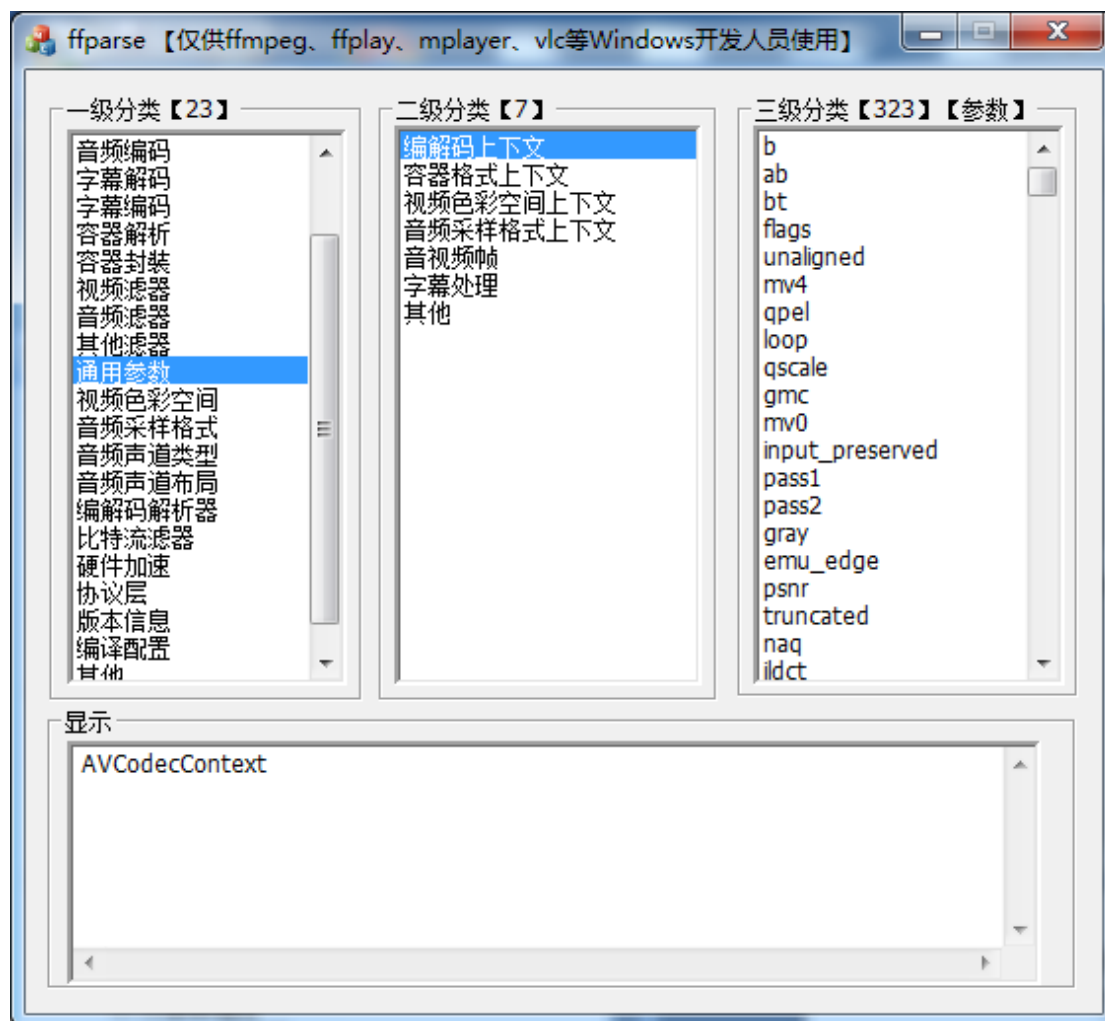 ffparse 【仅供ffmpeg、ffplay、mplayer、vlc等Windows开发人员使用】
一级分类【23】
音频编码
字幕解码
字幕编码
容器解析
容器封装
视频滤器
音频滤器
其他滤器
通用参数
视频色彩空间
音频采样格式
音频声道类型
音频声道布局
编解码解析器
比特流滤器
硬件加速
协议层
版本信息
编译配置
其他
二级分类【7】
编解码上下文
容器格式上下文
视频色彩空间上下文
音频采样格式上下文
音视频帧
字幕处理
其他
三级分类【323】【参数】
b
ab
bt
flags
unaligned
mv4
qpel
loop
qscale
gmc
mv0
input_preserved
pass1
pass2
gray
emu_edge
psnr
truncated
naq
ildct
显示
AVCodecContext